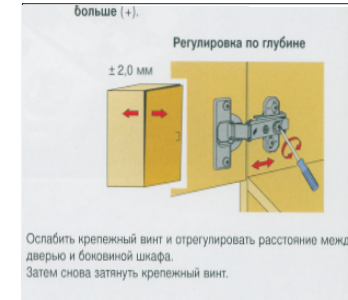 больше (+).
Регулировка по глубине
± 2,0 мм
Ослабить крепежный винт и отрегулировать расстояние
дверью и боковиной шкафа.
Затем снова затянуть крепежный винт.